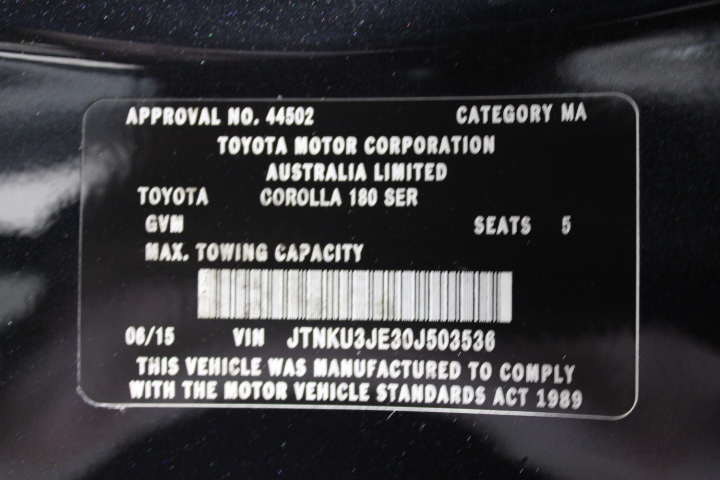 APPROVAL NO. 44502 CATEGORY MA
TOYOTA MOTOR CORPORATION
AUSTRALIA LIMITED
TOYOTA COROLLA 180 SER
GVM SEATS 5
MAX. TOWING CAPACITY
06/15 VIN JTNKU3JE30J503536
THIS VEHICLE WAS MANUFACTURED TO COMPLY
WITH THE MOTOR VEHICLE STANDARDS ACT 1989